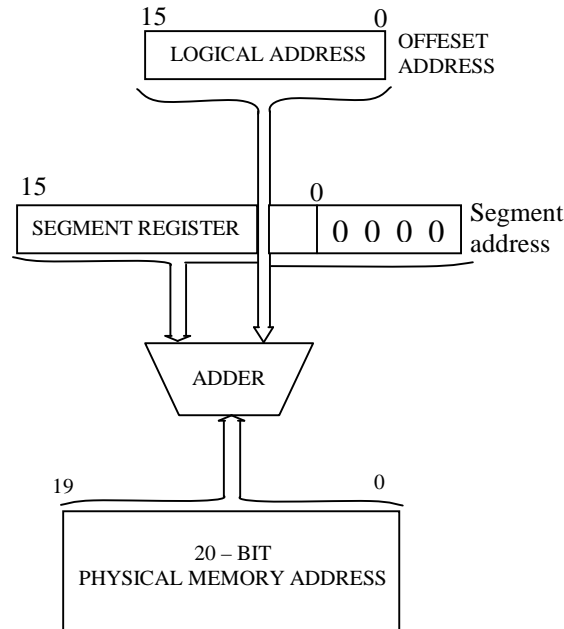 15 0
LOGICAL ADDRESS
OFFESET
ADDRESS
15 0
SEGMENT REGISTER
0 0 0 0
Segment
address
ADDER
19 0
20 – BIT
PHYSICAL MEMORY ADDRESS